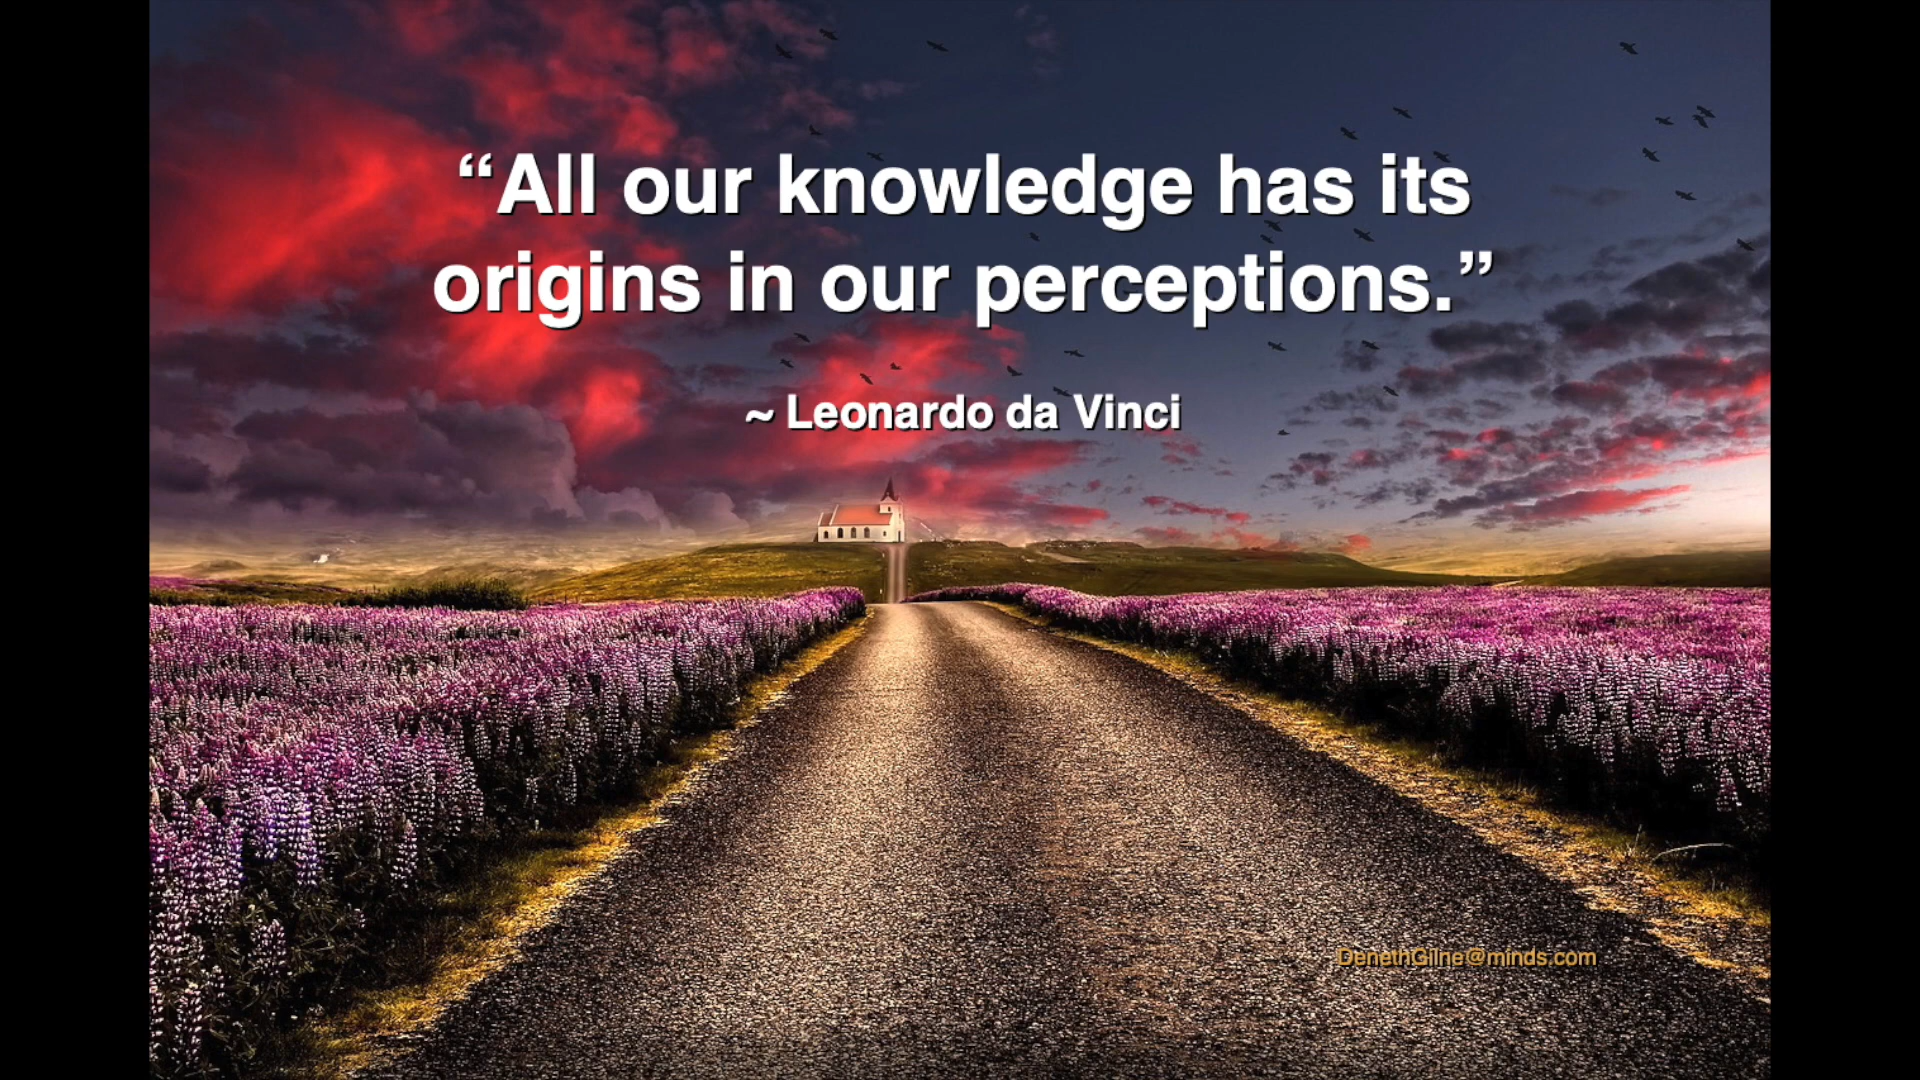 “All our knowledge has its
origins in our perceptions.”
~ Leonardo da Vinci
DenethGilne@minds.com